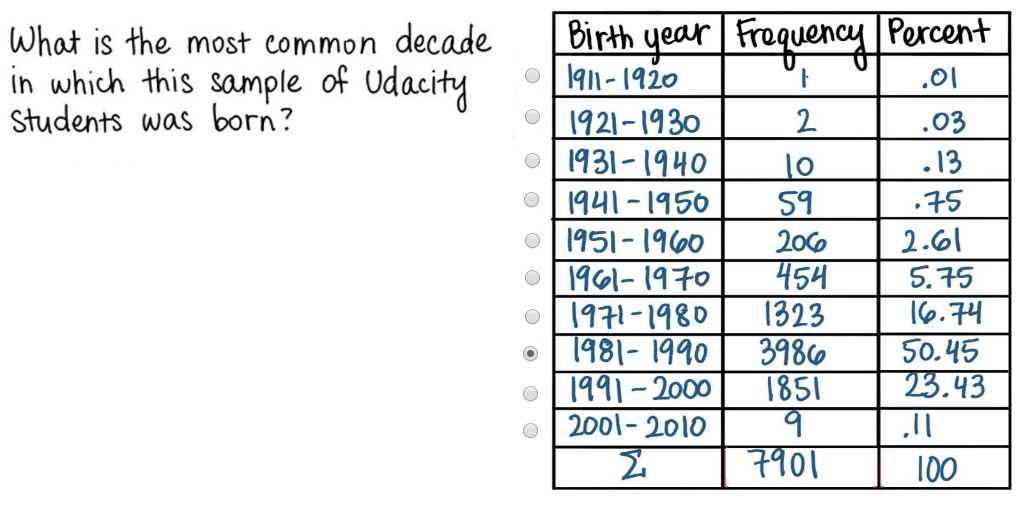 What is the most common decade
in which this sample of Udacity
Students was born?
Birth year Frequency Percent
1911-1920 1 .01
1921-1930 2 .03
1931-1940 10 .13
1941-1950 59 .75
1951-1960 206 2.61
1961-1970 454 5.75
1971-1980 1323 16.74
1981-1990 3986 50.45
1991-2000 1851 23.43
2001-2010 9 .11
Σ 7901 100